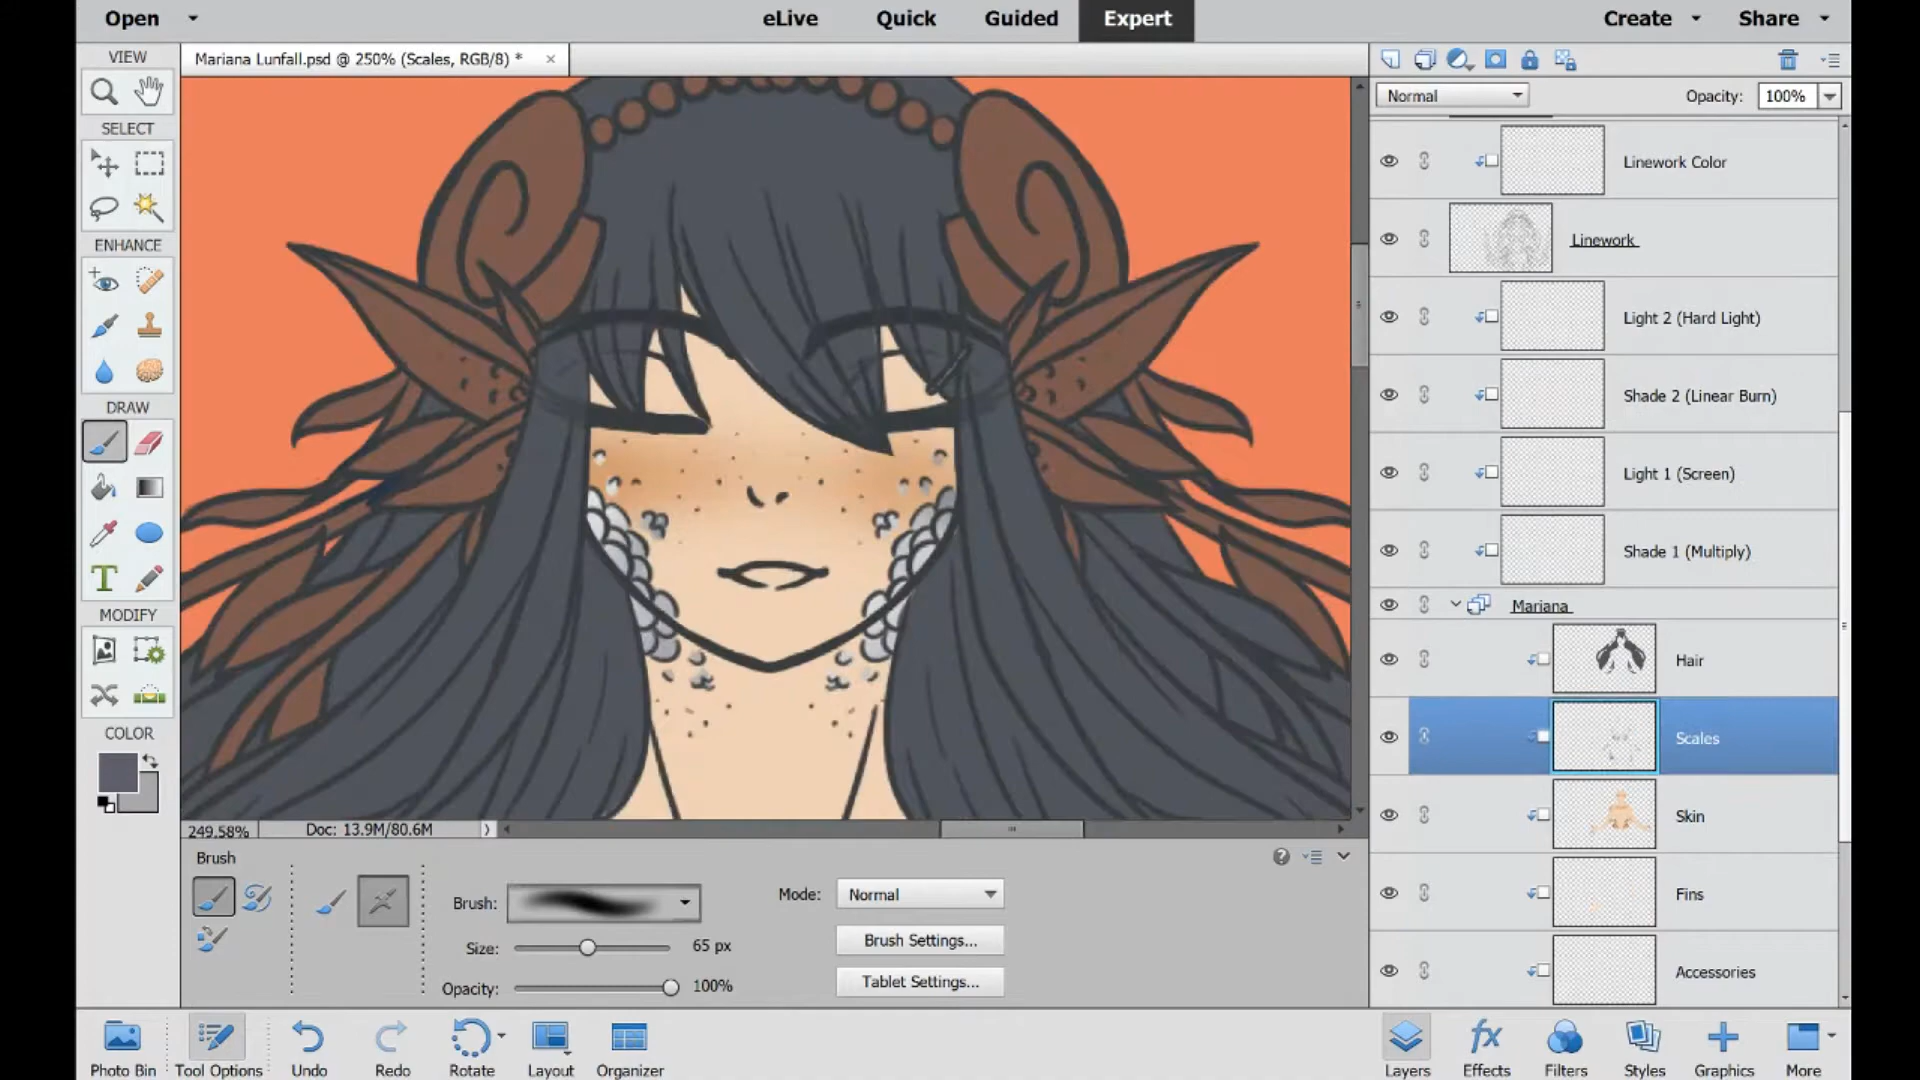 Open
eLive
Quick
Guided
Expert
Create
Share
VIEW
Mariana Lunfall.psd @ 250% (Scales, RGB/8) *
Normal
Opacity: 100%
SELECT
Linework Color
ENHANCE
Linework
Light 2 (Hard Light)
Shade 2 (Linear Burn)
DRAW
Light 1 (Screen)
Shade 1 (Multiply)
T
MODIFY
Mariana
Hair
COLOR
Scales
Skin
249.58%
Doc: 13.9M/80.6M
Brush
Fins
Brush:
Mode: Normal
Size: 65 px
Brush Settings...
Opacity: 100%
Tablet Settings...
Accessories
Photo Bin
Tool Options
Undo
Redo
Rotate
Layout
Organizer
fx
Layers
Effects
Filters
Styles
Graphics
More